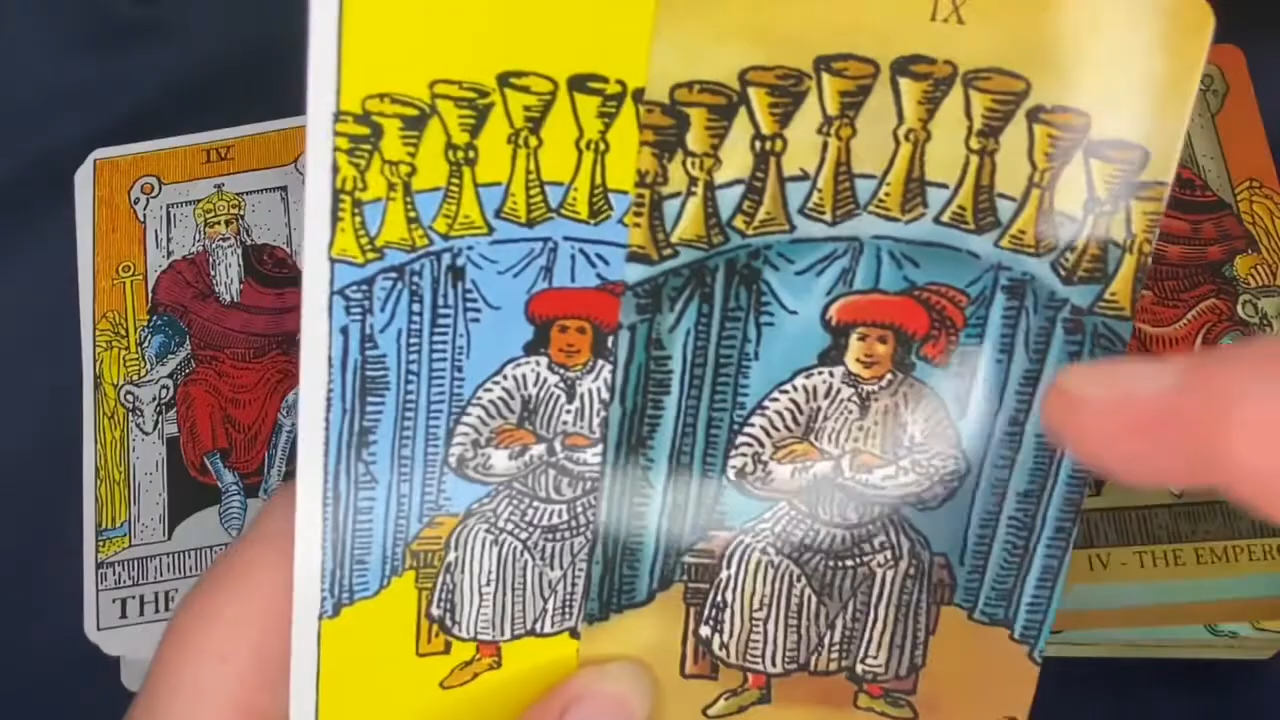 IX
IV
THE
IV - THE EMPER